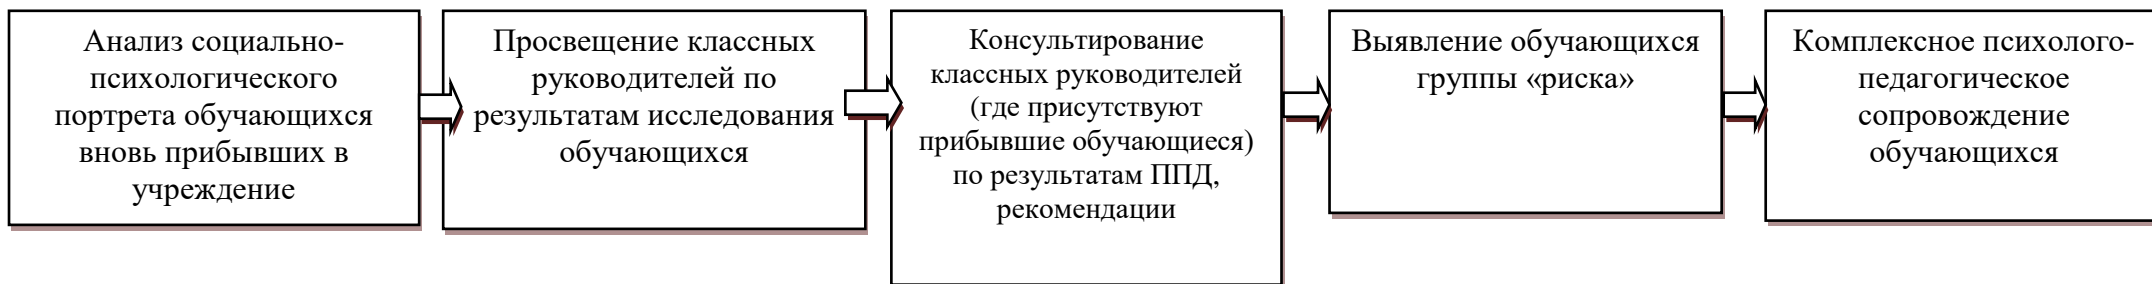 Анализ социально-
психологического
портрета обучающихся
вновь прибывших в
учреждение
Просвещение классных
руководителей по
результатам исследования
обучающихся
Консультирование
классных руководителей
(где присутствуют
прибывшие обучающиеся)
по результатам ППД,
рекомендации
Выявление обучающихся
группы «риска»
Комплексное психолого-
педагогическое
сопровождение
обучающихся